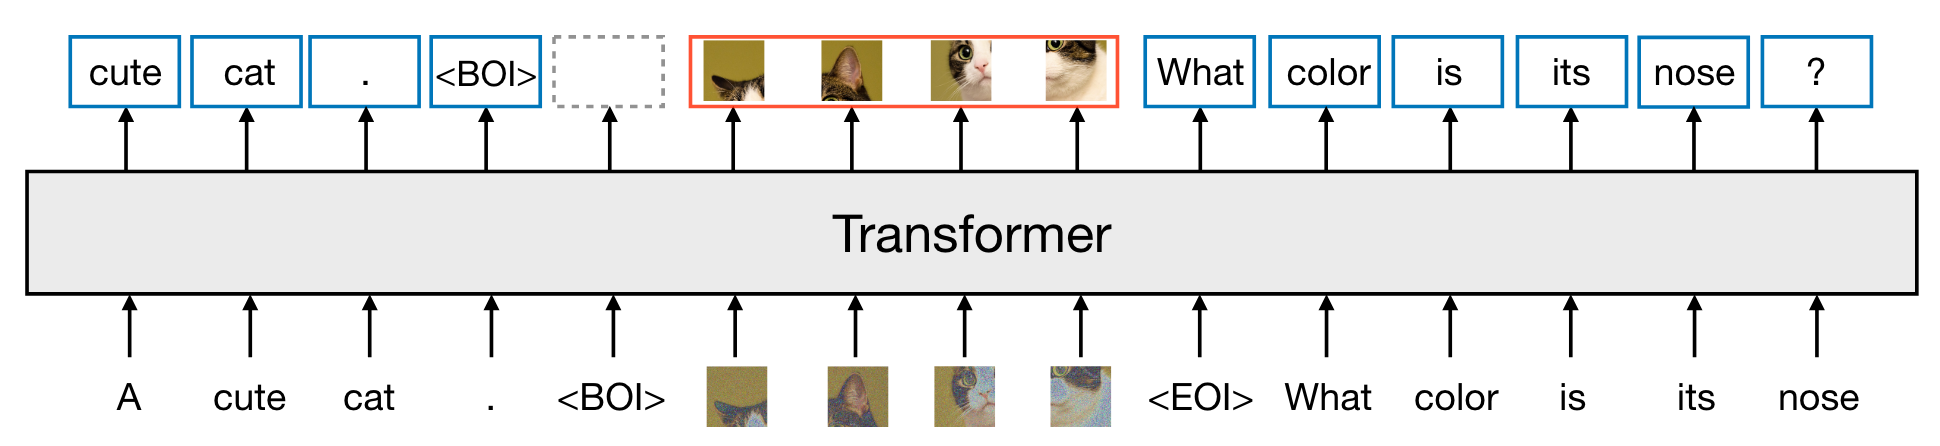 cute cat . <BOI> What color is its nose ?
Transformer
A cute cat . <BOI> <EOI> What color is its nose